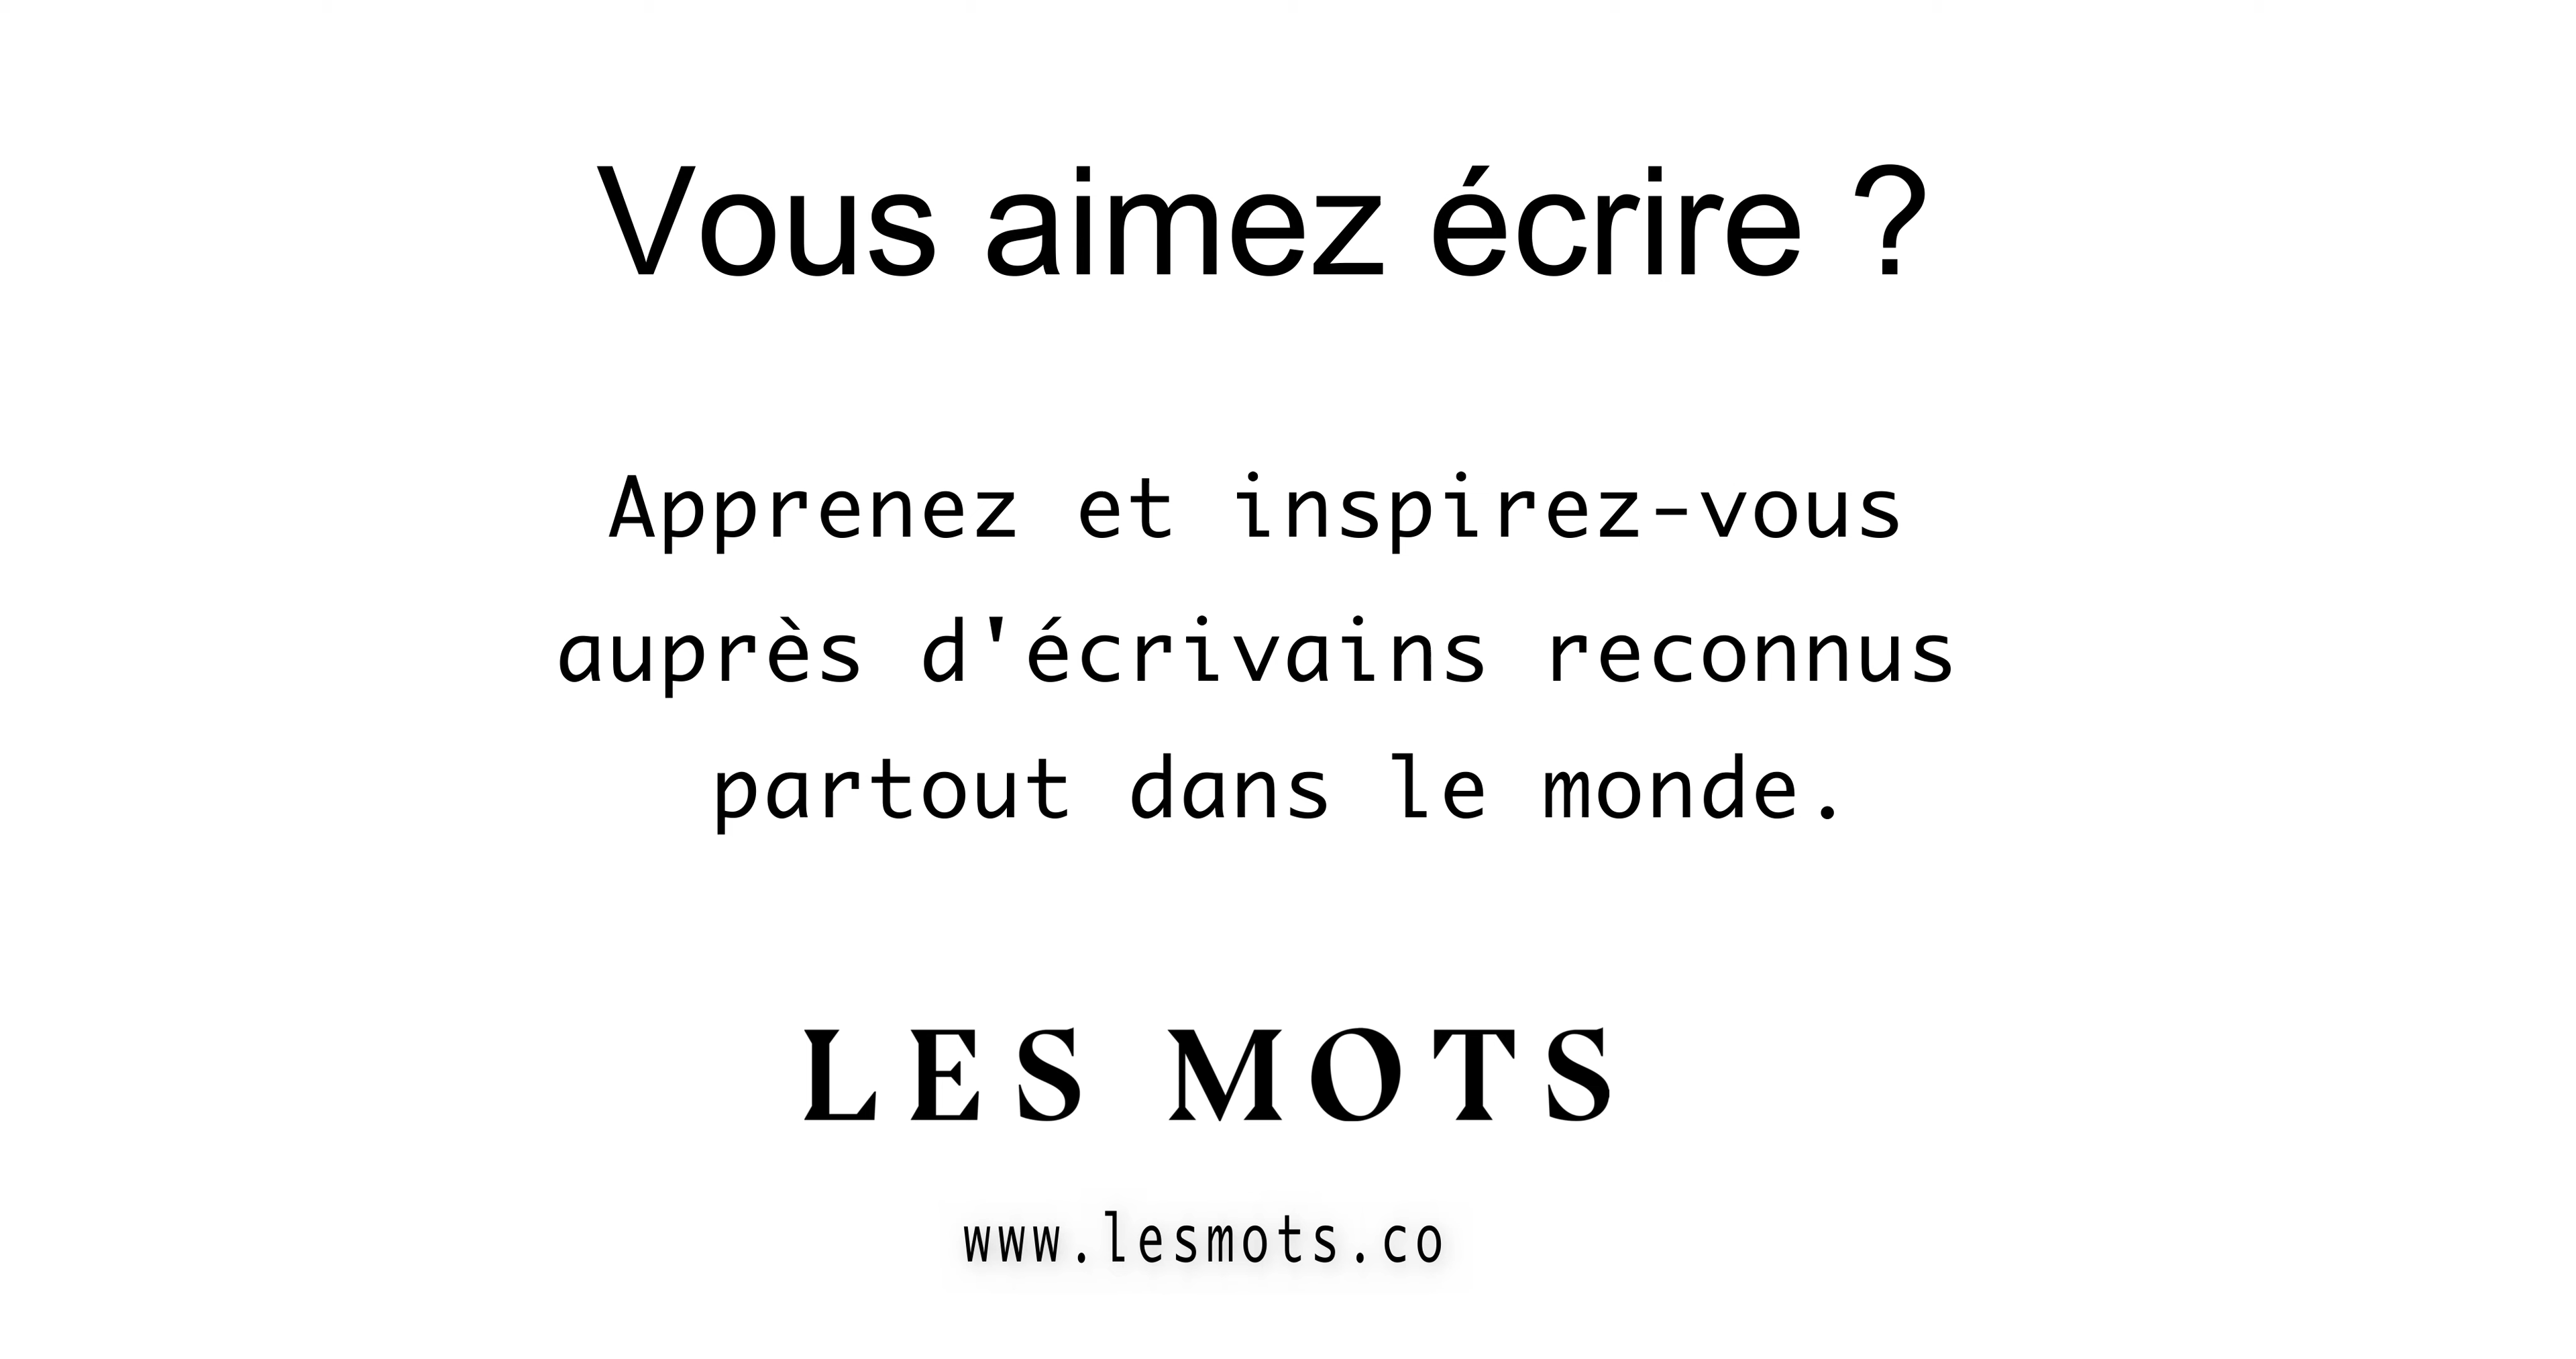 Vous aimez écrire ?
Apprenez et inspirez-vous
auprès d'écrivains reconnus
partout dans le monde.
LES MOTS
www.lesmots.co